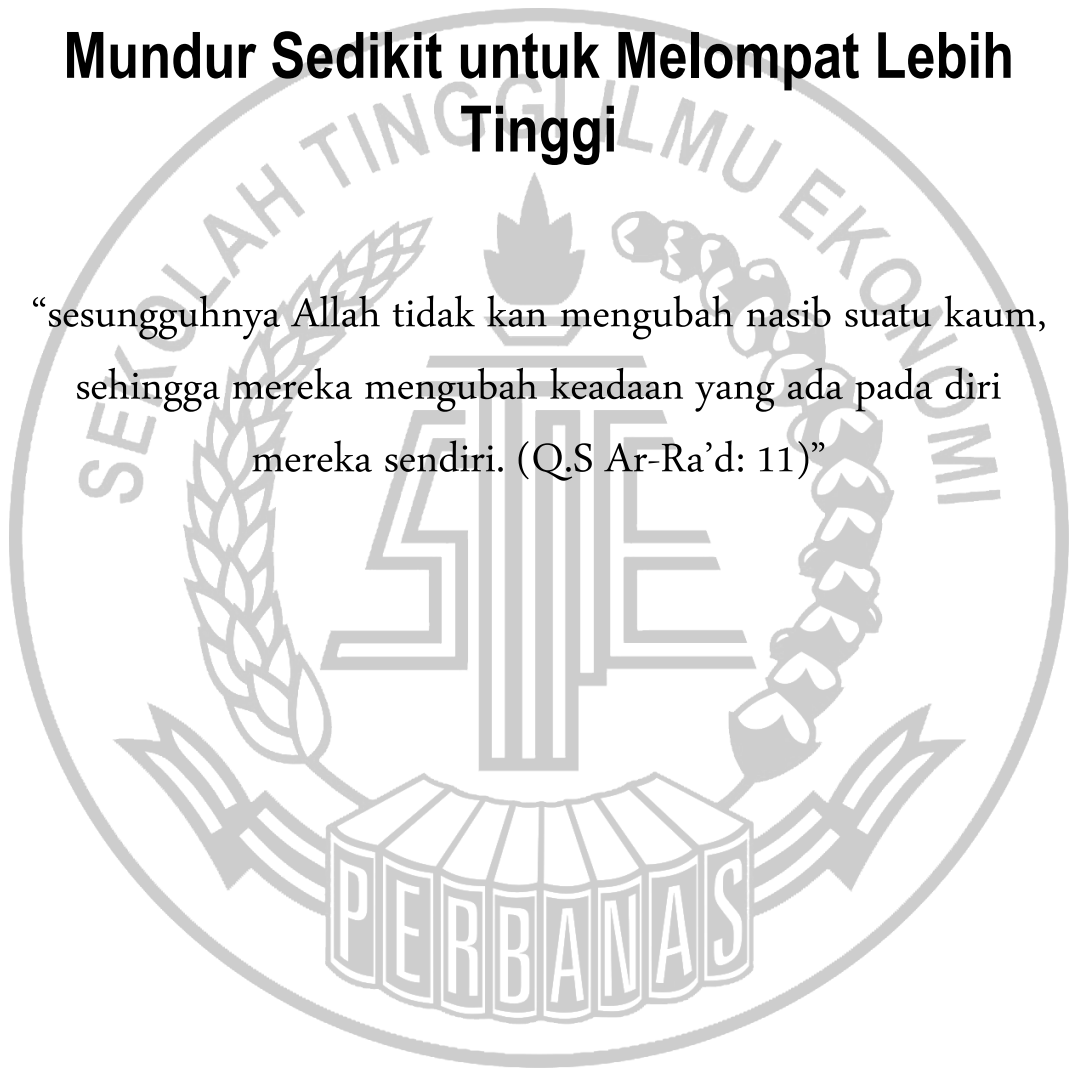 Mundur Sedikit untuk Melompat Lebih
Tinggi
SEKOLAH TINGGI ILMU EKONOMI
“sesungguhnya Allah tidak kan mengubah nasib suatu kaum,
sehingga mereka mengubah keadaan yang ada pada diri
mereka sendiri. (Q.S Ar-Ra’d: 11)”
STIE
PERBANAS